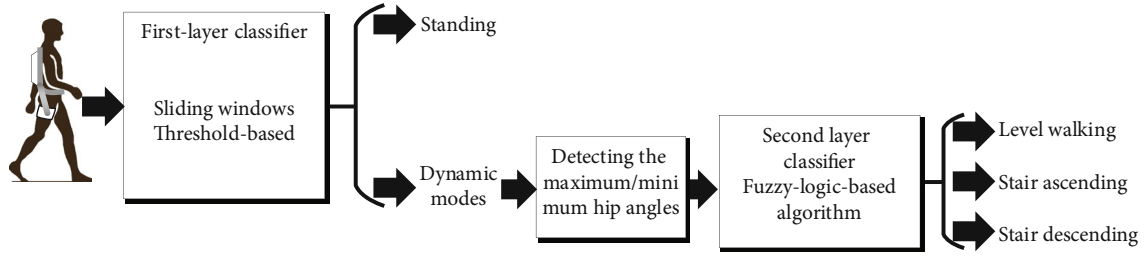 First-layer classifier
Sliding windows
Threshold-based
Standing
Dynamic
modes
Detecting the
maximum/mini
mum hip angles
Second layer
classifier
Fuzzy-logic-based
algorithm
Level walking
Stair ascending
Stair descending